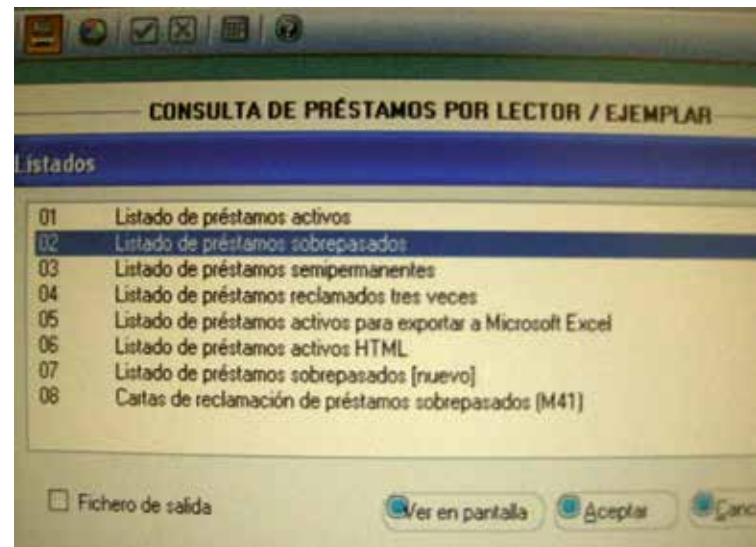 CONSULTA DE PRÉSTAMOS POR LECTOR / EJEMPLAR
Listados
01 Listado de préstamos activos
02 Listado de préstamos sobrepasados
03 Listado de préstamos semipermanentes
04 Listado de préstamos reclamados tres veces
05 Listado de préstamos activos para exportar a Microsoft Excel
06 Listado de préstamos activos HTML
07 Listado de préstamos sobrepasados [nuevo]
08 Cartas de reclamación de préstamos sobrepasados (M41)
Fichero de salida Ver en pantalla Aceptar Canc